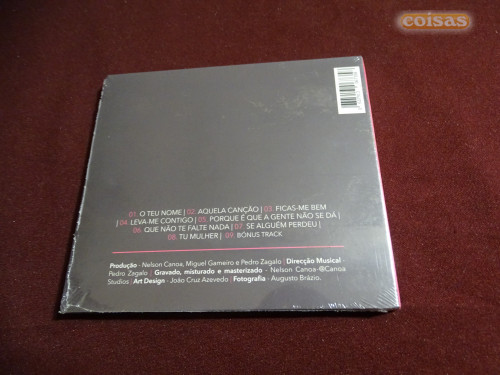 coisas
01. O TEU NOME | 02. AQUELA CANÇÃO | 03. FICAS-ME BEM
| 04. LEVA-ME CONTIGO | 05. PORQUE É QUE A GENTE NÃO SE DÁ |
06. QUE NÃO TE FALTE NADA | 07. SE ALGUÉM PERDEU |
08. TU MULHER | 09. BÓNUS TRACK
Produção - Nelson Canoa, Miguel Gameiro e Pedro Zagalo | Direcção Musical
Pedro Zagalo | Gravado, misturado e masterizado - Nelson Canoa @Canoa
Studios | Art Design - João Cruz Azevedo | Fotografia - Augusto Brázio.